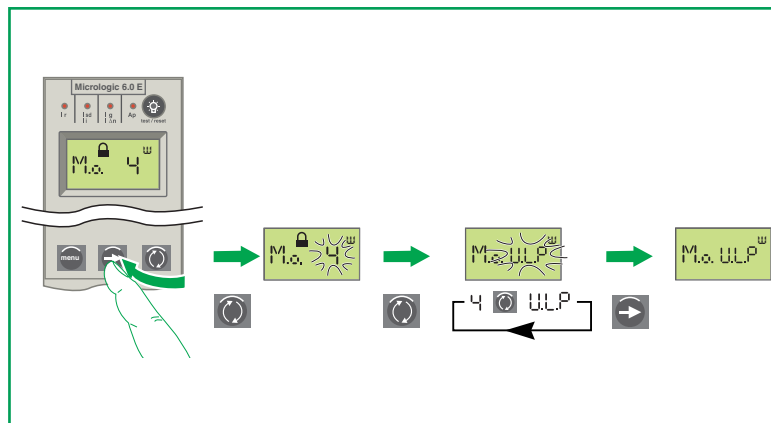 Micrologic 6.0 E
Ir
Isd
Ii
Ig
IΔn
Ap
test / reset
M.o. 4
menu
M.o. 4
M.o. U.L.P
4 U.L.P
M.o. U.L.P